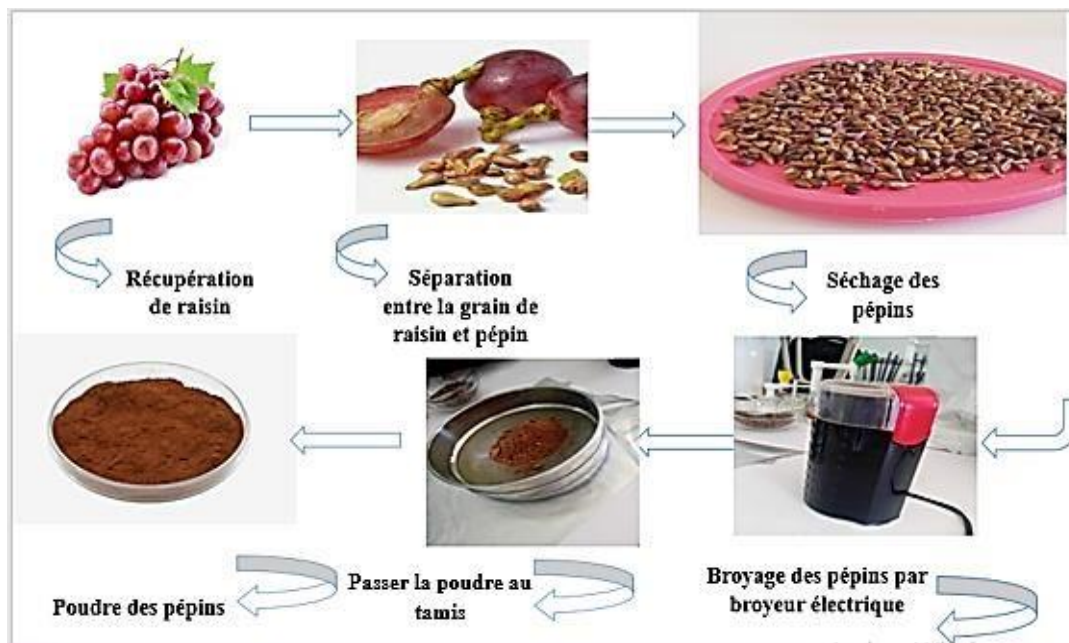 Récupération
de raisin
Séparation
entre la grain de
raisin et pépin
Séchage des
pépins
Broyage des pépins par
broyeur électrique
Passer la poudre au
tamis
Poudre des pépins